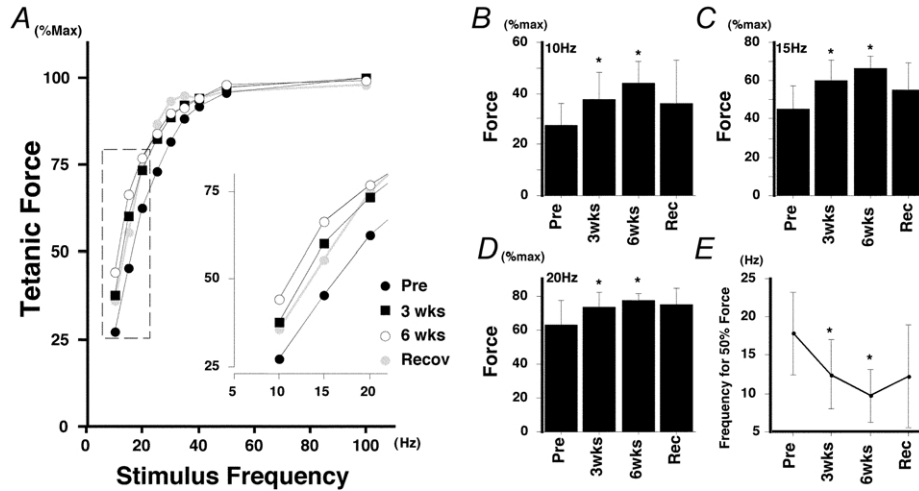 A
(%Max)
100
75
50
25
0
Tetanic Force
0
20
40
60
80
100
(Hz)
Stimulus Frequency
75
50
25
5
10
15
20
Pre
3 wks
6 wks
Recov
B
(%max)
10Hz
60
40
20
0
Force
*
*
Pre
3wks
6wks
Rec
C
(%max)
15Hz
80
60
40
20
0
Force
*
*
Pre
3wks
6wks
Rec
D
(%max)
20Hz
80
60
40
20
0
Force
*
*
Pre
3wks
6wks
Rec
E
(Hz)
25
20
15
10
5
Frequency for 50% Force
*
*
Pre
3wks
6wks
Rec